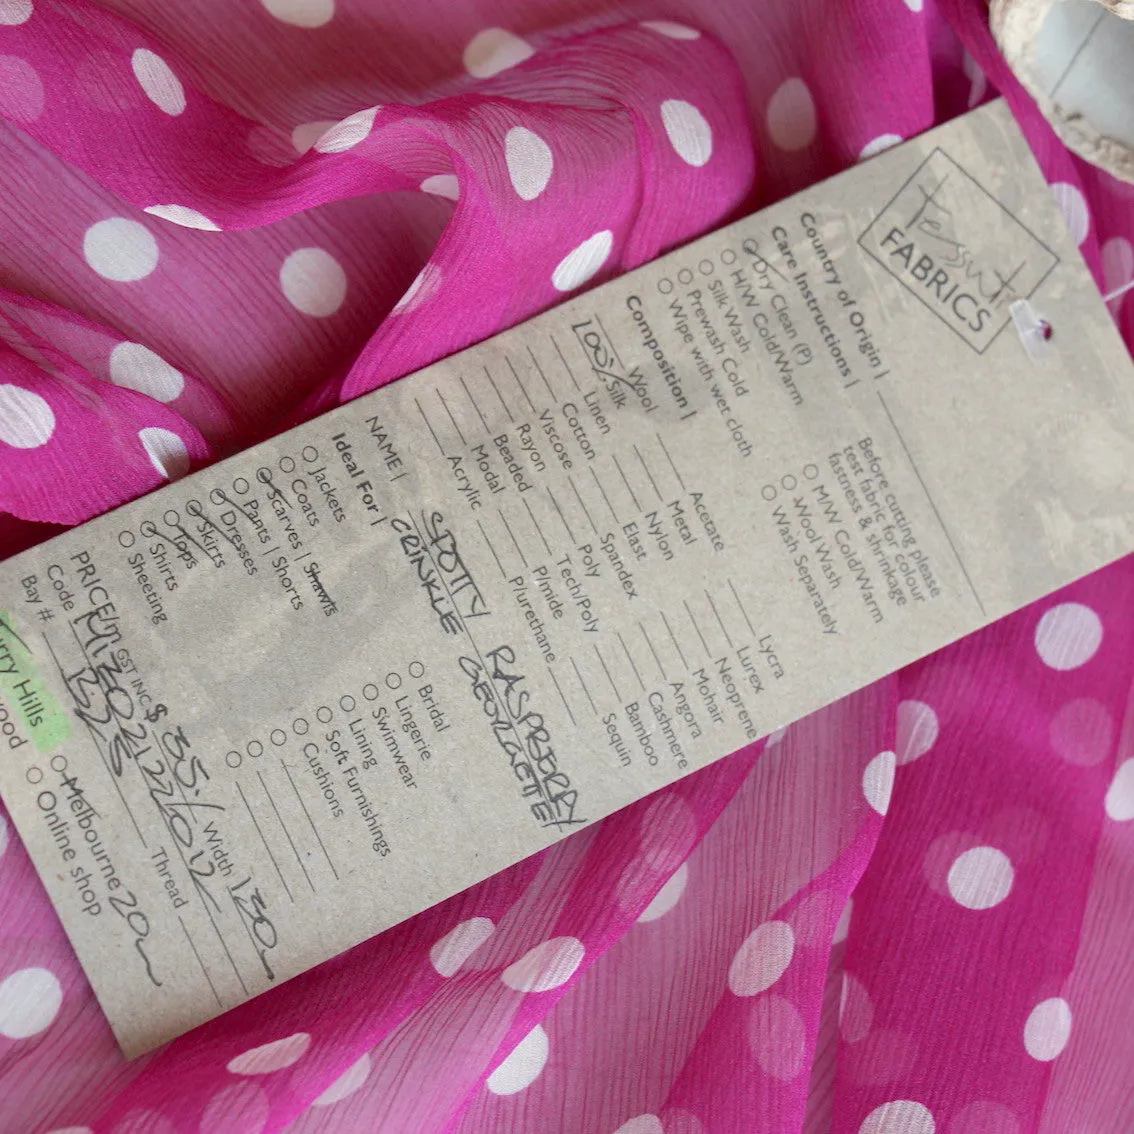 Tessuti
FABRICS
Country of Origin |
Care Instructions |
Dry Clean (P)
H/W Cold/Warm
Silk Wash
Prewash Cold
Wipe with wet cloth
Before cutting please
test fabric for colour
fastness & shrinkage
M/W Cold/Warm
Wool Wash
Wash Separately
Composition |
Wool
100% Silk
Linen
Cotton
Viscose
Rayon
Beaded
Modal
Acrylic
Acetate
Metal
Nylon
Elast
Spandex
Poly
Tech/Poly
P/mide
P/urethane
Lycra
Lurex
Neoprene
Mohair
Angora
Cashmere
Bamboo
Sequin
NAME | SPOTTY RASPBERRY
CRINKLE GEORGETTE
Ideal For |
Jackets
Coats
Scarves | Shawls
Pants | Shorts
Dresses
Skirts
Tops
Shirts
Sheeting
Bridal
Lingerie
Swimwear
Lining
Soft Furnishings
Cushions
PRICE/m GST INC $ 35./ Width 130
Code
Bay # Thread
urry Hills
ood
Melbourne 20m
Online shop